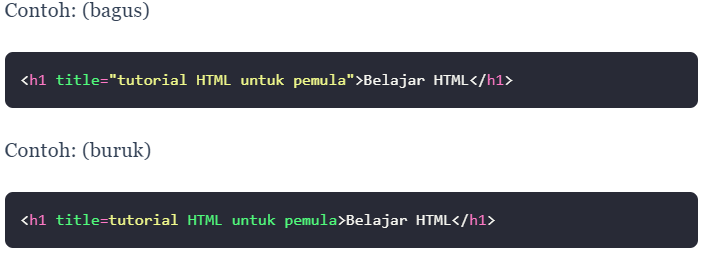 Contoh: (bagus)
<h1 title="tutorial HTML untuk pemula">Belajar HTML</h1>
Contoh: (buruk)
<h1 title=tutorial HTML untuk pemula>Belajar HTML</h1>